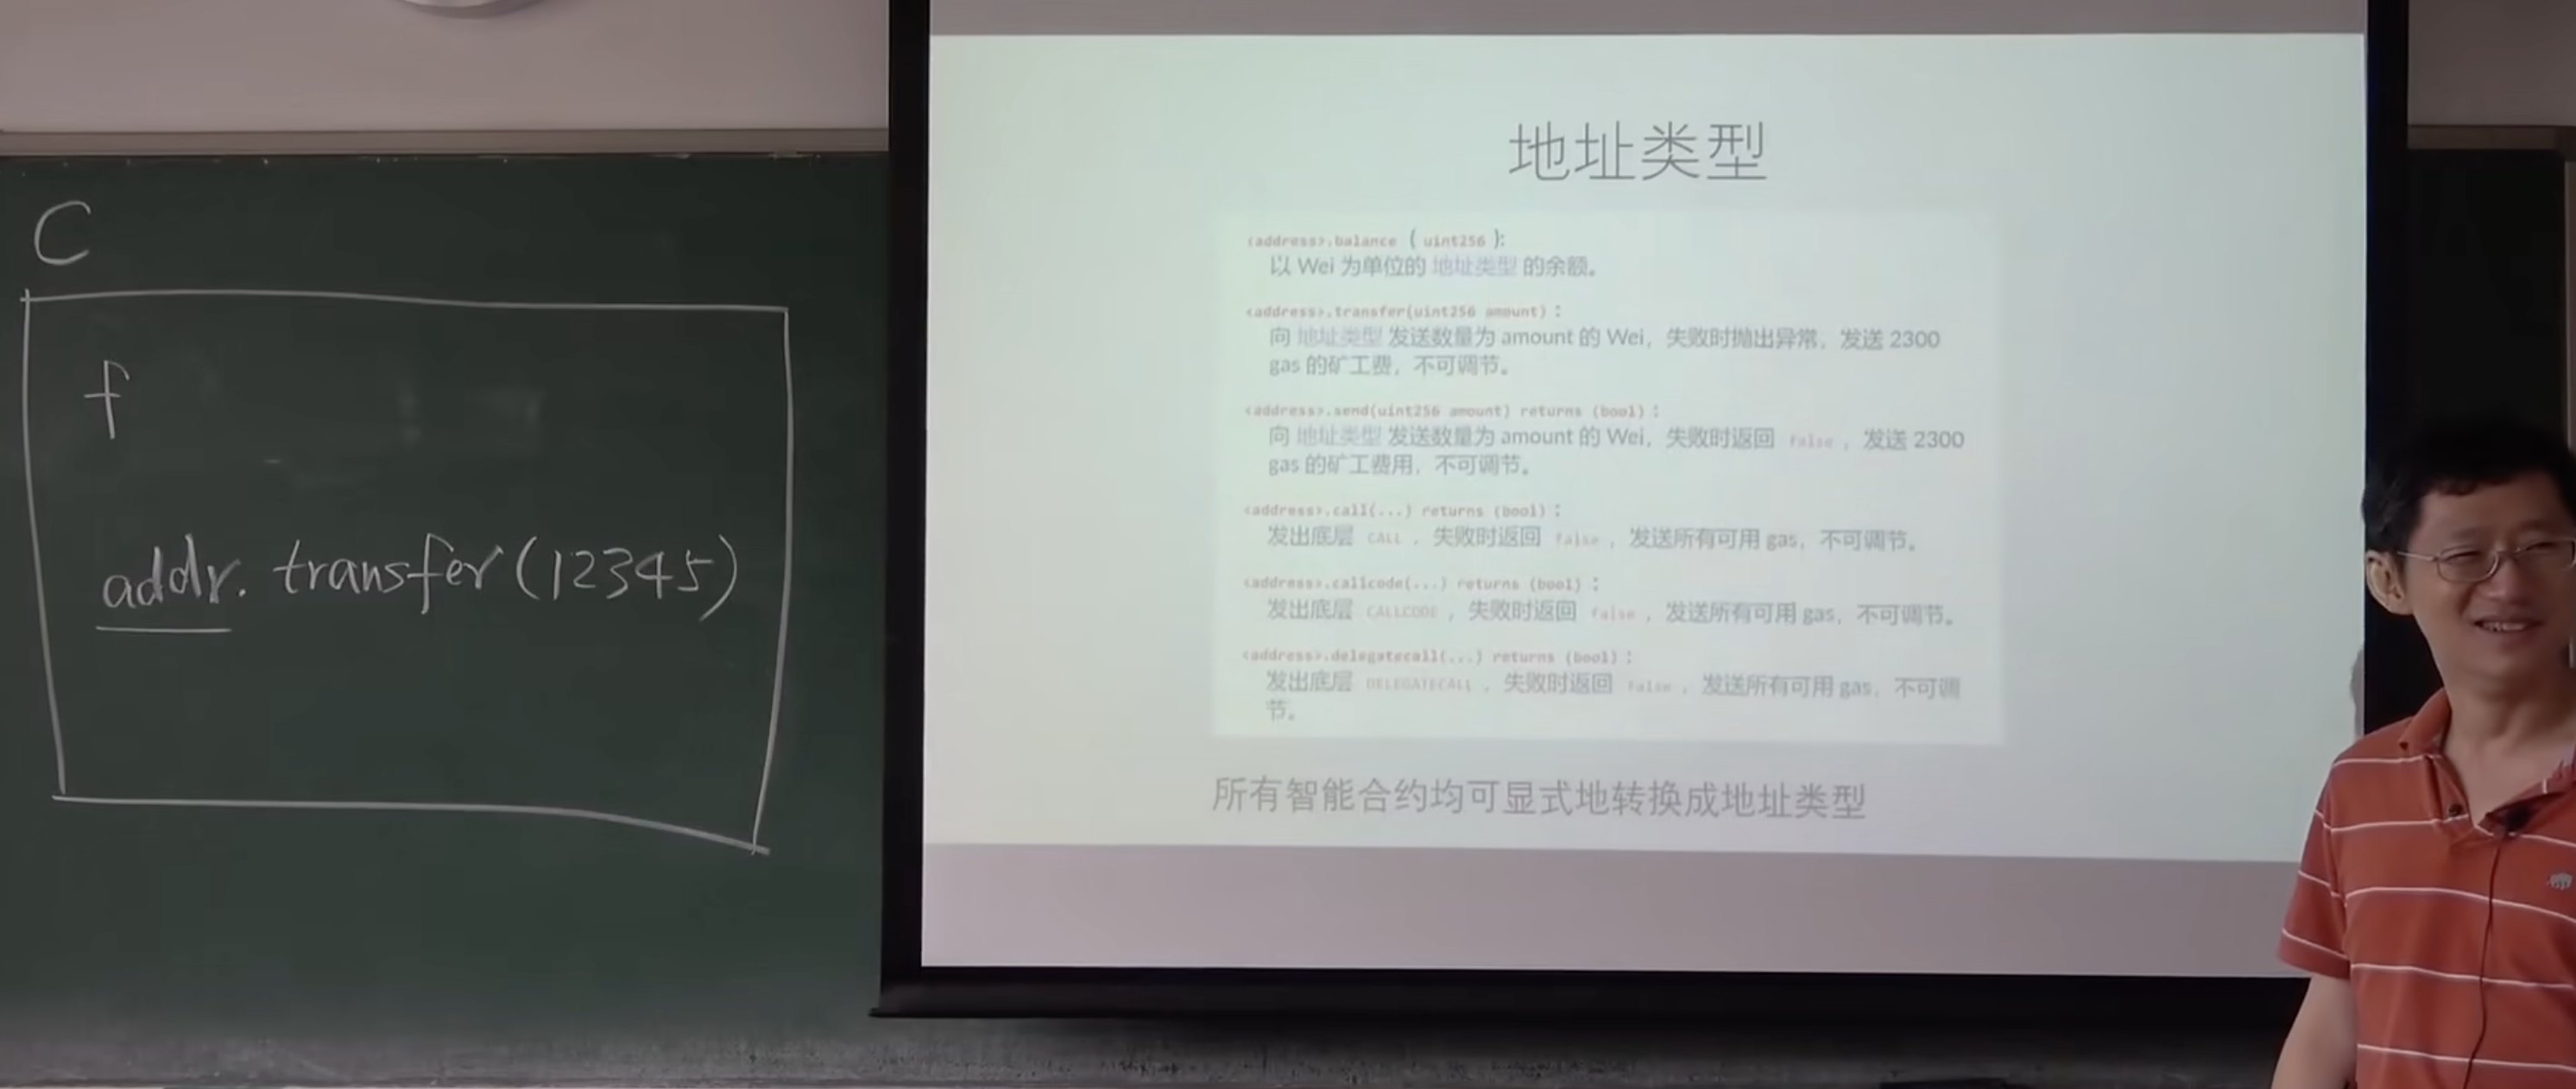 C
f
addr. transfer(12345)
地址类型
<address>.balance ( uint256 ):
以 Wei 为单位的 地址类型 的余额。
<address>.transfer(uint256 amount) :
向 地址类型 发送数量为 amount 的 Wei，失败时抛出异常，发送 2300
gas 的矿工费，不可调节。
<address>.send(uint256 amount) returns (bool) :
向 地址类型 发送数量为 amount 的 Wei，失败时返回 false ，发送 2300
gas 的矿工费用，不可调节。
<address>.call(...) returns (bool) :
发出底层 CALL ，失败时返回 false ，发送所有可用 gas，不可调节。
<address>.callcode(...) returns (bool) :
发出底层 CALLCODE ，失败时返回 false ，发送所有可用 gas，不可调节。
<address>.delegatecall(...) returns (bool) :
发出底层 DELEGATECALL ，失败时返回 false ，发送所有可用 gas，不可调
节。
所有智能合约均可显式地转换成地址类型